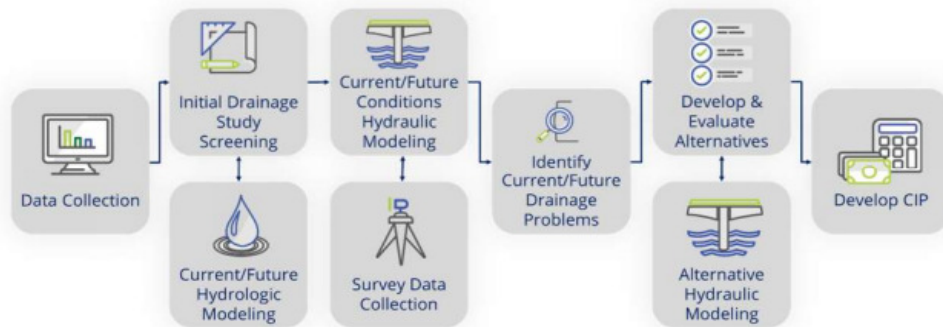 Data Collection
Initial Drainage
Study
Screening
Current/Future
Hydrologic
Modeling
Current/Future
Conditions
Hydraulic
Modeling
Survey Data
Collection
Identify
Current/Future
Drainage
Problems
Develop &
Evaluate
Alternatives
Alternative
Hydraulic
Modeling
Develop CIP